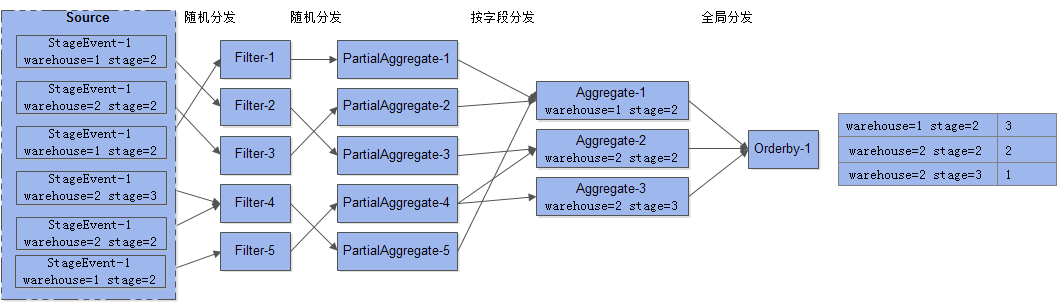 Source
随机分发
随机分发
按字段分发
全局分发
StageEvent-1
warehouse=1 stage=2
StageEvent-1
warehouse=2 stage=2
StageEvent-1
warehouse=1 stage=2
StageEvent-1
warehouse=2 stage=3
StageEvent-1
warehouse=2 stage=2
StageEvent-1
warehouse=1 stage=2
Filter-1
Filter-2
Filter-3
Filter-4
Filter-5
PartialAggregate-1
PartialAggregate-2
PartialAggregate-3
PartialAggregate-4
PartialAggregate-5
Aggregate-1
warehouse=1 stage=2
Aggregate-2
warehouse=2 stage=2
Aggregate-3
warehouse=2 stage=3
Orderby-1
warehouse=1 stage=2 3
warehouse=2 stage=2 2
warehouse=2 stage=3 1